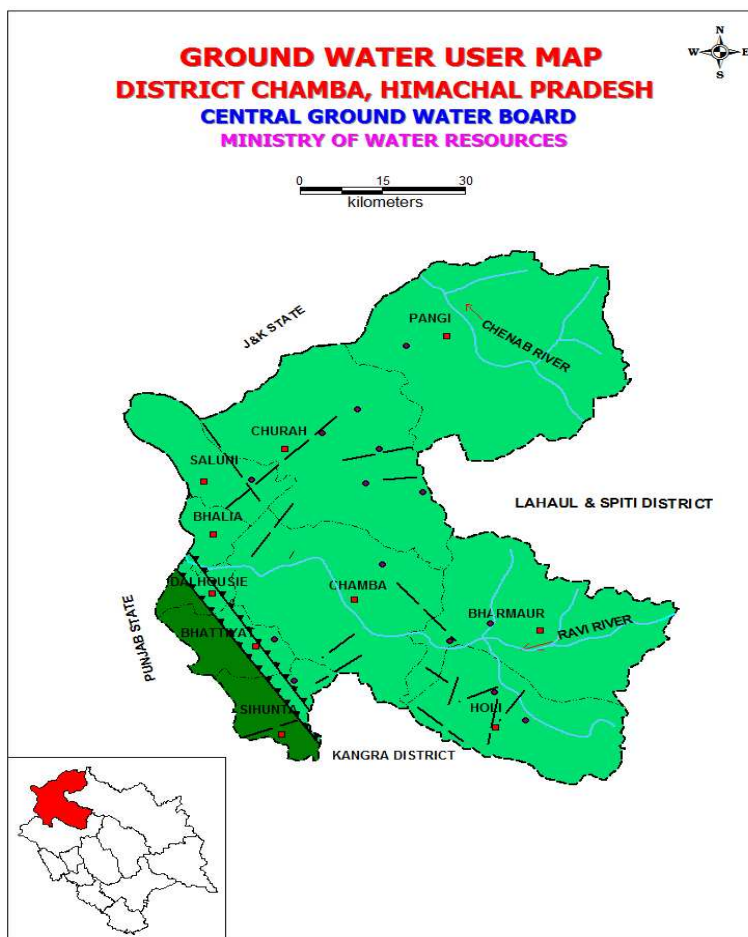 GROUND WATER USER MAP
DISTRICT CHAMBA, HIMACHAL PRADESH
CENTRAL GROUND WATER BOARD
MINISTRY OF WATER RESOURCES
N
W E
S
0 15 30
kilometers
J&K STATE
PANGI
CHENAB RIVER
CHURAH
SALUNI
LAHAUL & SPITI DISTRICT
BHALIA
DALHOUSIE
CHAMBA
BHARMAUR
PUNJAB STATE
BHATTIYAT
RAVI RIVER
SIHUNTA
HOLI
KANGRA DISTRICT